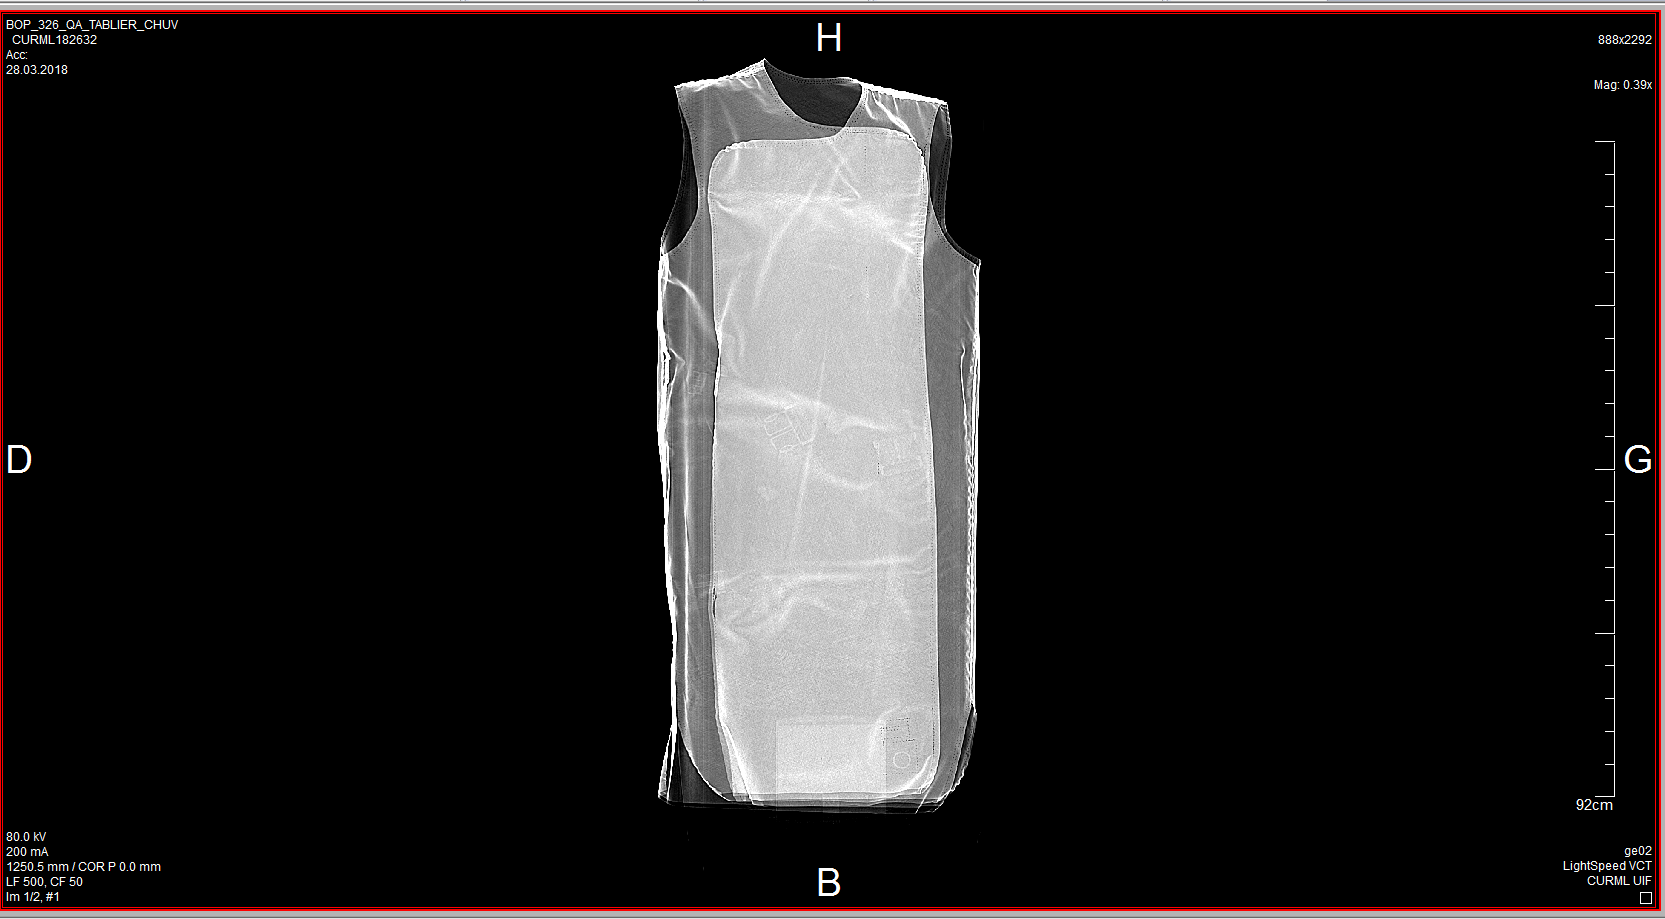 BOP_326_QA_TABLIER_CHUV
CURML182632
Acc:
28.03.2018
H
888x2292
Mag: 0.39x
D
G
92cm
80.0 kV
200 mA
1250.5 mm / COR P 0.0 mm
LF 500, CF 50
Im 1/2, #1
B
ge02
LightSpeed VCT
CURML UIF